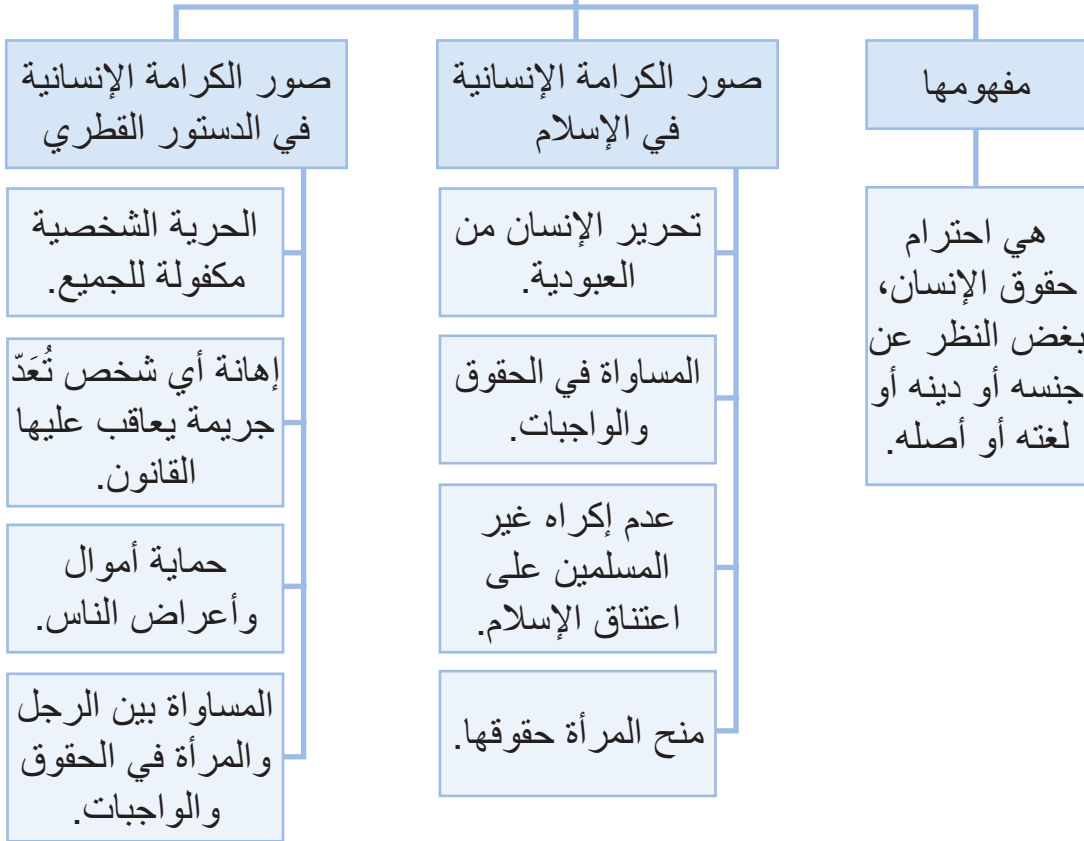 مفهومها
هي احترام
حقوق الإنسان،
بغض النظر عن
جنسه أو دينه أو
لغته أو أصله.
صور الكرامة الإنسانية
في الإسلام
تحرير الإنسان من
العبودية.
المساواة في الحقوق
والواجبات.
عدم إكراه غير
المسلمين على
اعتناق الإسلام.
منح المرأة حقوقها.
صور الكرامة الإنسانية
في الدستور القطري
الحرية الشخصية
مكفولة للجميع.
إهانة أي شخص تُعَدّ
جريمة يعاقب عليها
القانون.
حماية أموال
وأعراض الناس.
المساواة بين الرجل
والمرأة في الحقوق
والواجبات.